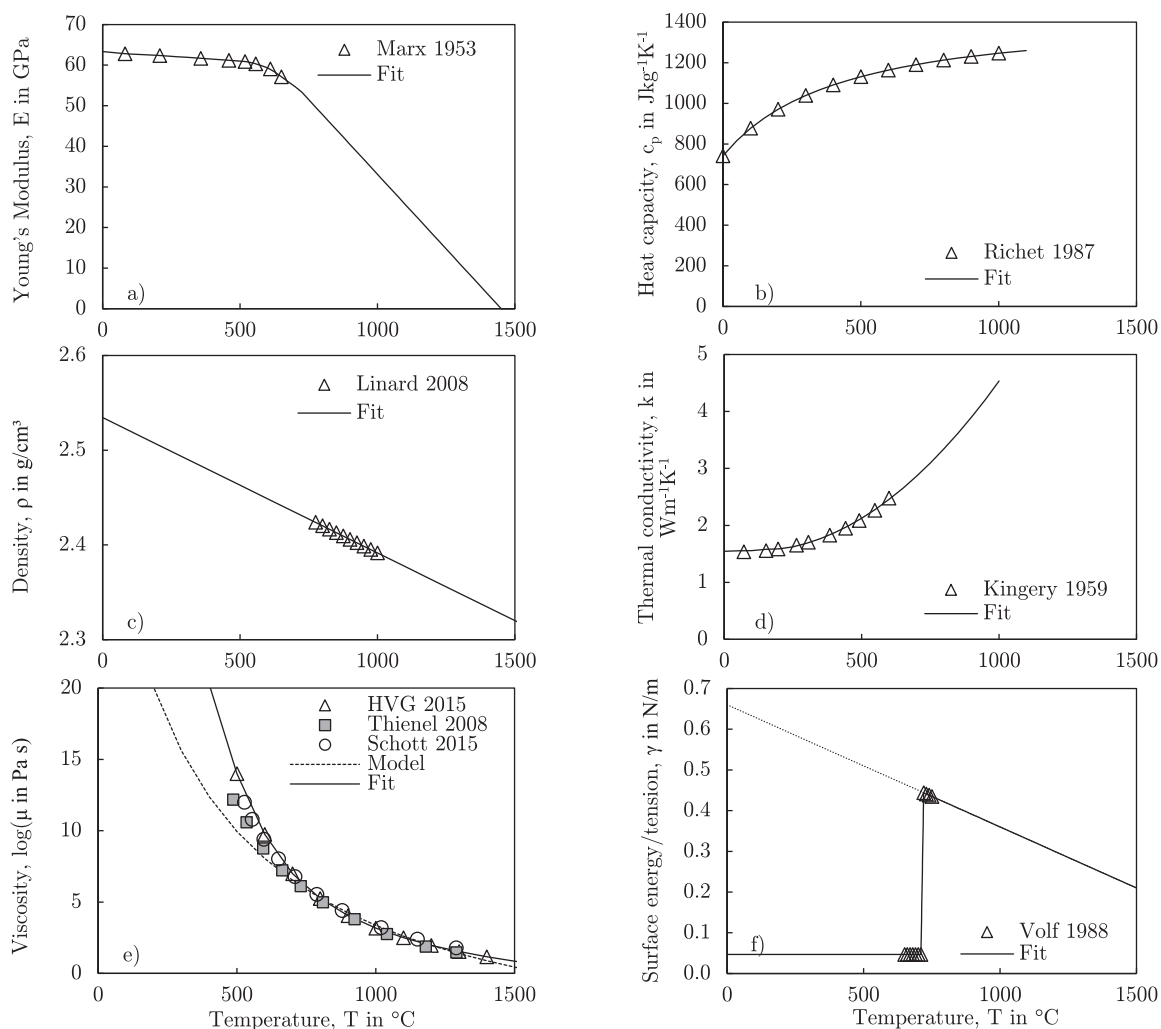 Young's Modulus, E in GPa
70
60
50
40
30
20
10
0
Marx 1953
Fit
a)
0 500 1000 1500
Heat capacity, cp in Jkg-1K-1
1400
1200
1000
800
600
400
200
0
Richet 1987
Fit
b)
0 500 1000 1500
Density, ρ in g/cm³
2.6
2.5
2.4
2.3
Linard 2008
Fit
c)
0 500 1000 1500
Thermal conductivity, k in
Wm-1K-1
5
4
3
2
1
0
Kingery 1959
Fit
d)
0 500 1000 1500
Viscosity, log(μ in Pa s)
20
15
10
5
0
HVG 2015
Thienel 2008
Schott 2015
Model
Fit
e)
0 500 1000 1500
Temperature, T in °C
Surface energy/tension, γ in N/m
0.7
0.6
0.5
0.4
0.3
0.2
0.1
0.0
Volf 1988
Fit
f)
0 500 1000 1500
Temperature, T in °C